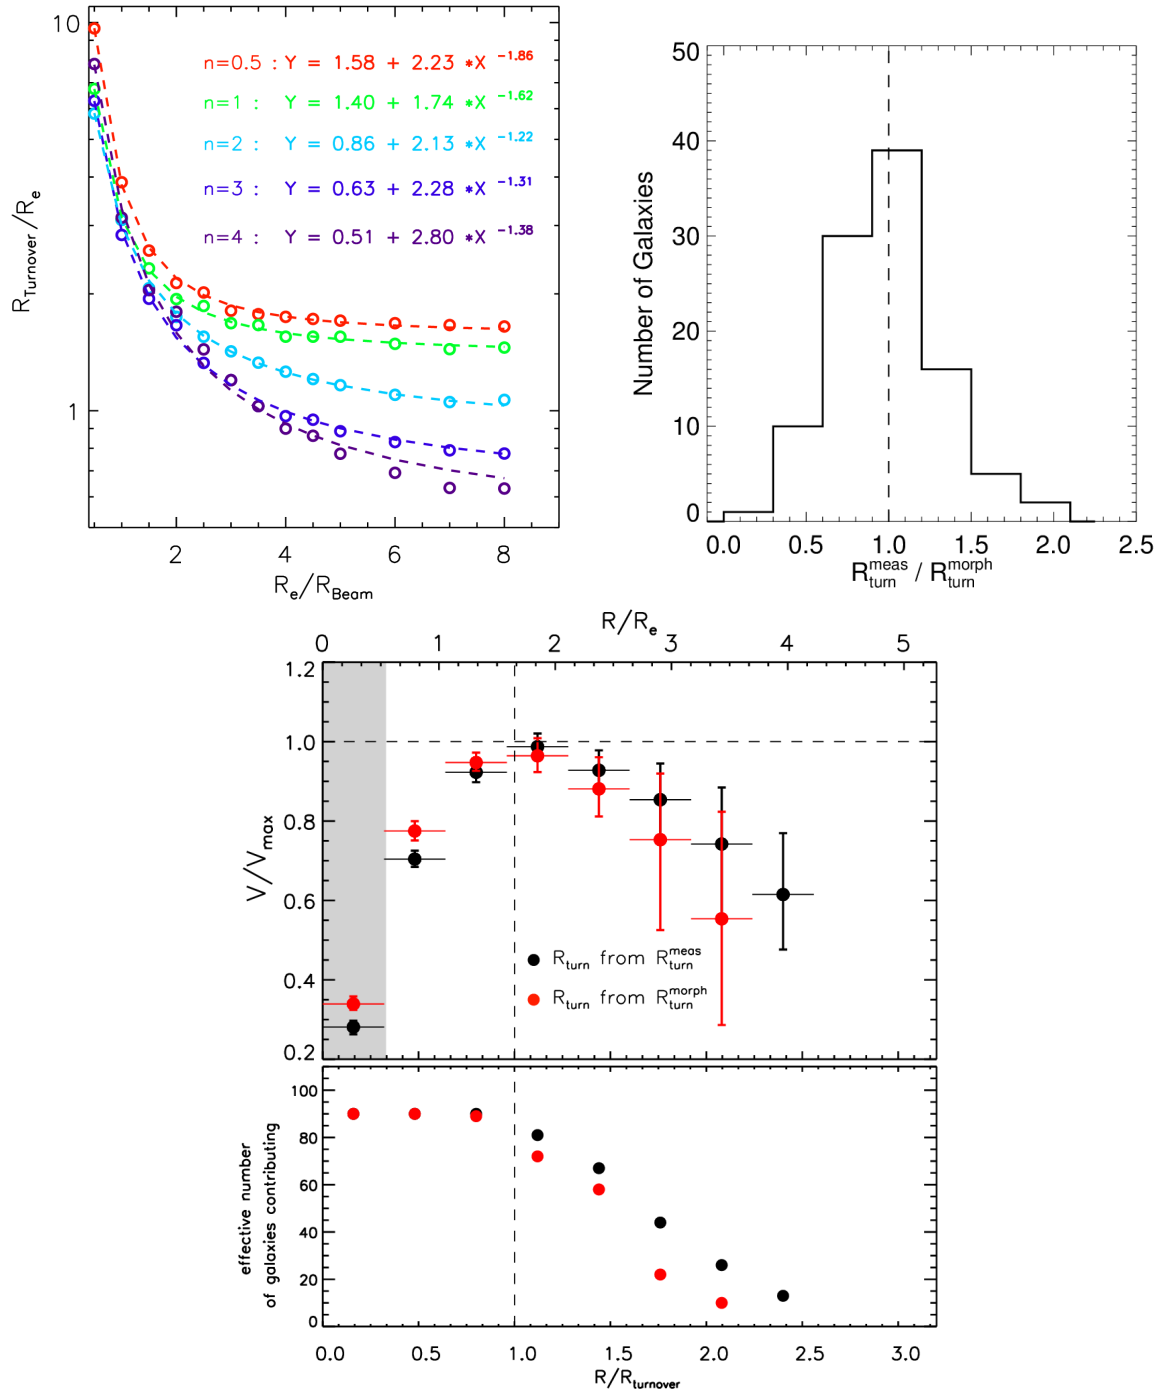 10
1
R_Turnover/R_e
n=0.5 : Y = 1.58 + 2.23 *X^-1.86
n=1 : Y = 1.40 + 1.74 *X^-1.62
n=2 : Y = 0.86 + 2.13 *X^-1.22
n=3 : Y = 0.63 + 2.28 *X^-1.31
n=4 : Y = 0.51 + 2.80 *X^-1.38
2 4 6 8
R_e/R_Beam
50
40
30
20
10
0
Number of Galaxies
0.0 0.5 1.0 1.5 2.0 2.5
R_turn^meas / R_turn^morph
R/R_e
0 1 2 3 4 5
1.2
1.0
0.8
0.6
0.4
0.2
V/V_max
R_turn from R_turn^meas
R_turn from R_turn^morph
100
80
60
40
20
0
effective number
of galaxies contributing
0.0 0.5 1.0 1.5 2.0 2.5 3.0
R/R_turnover